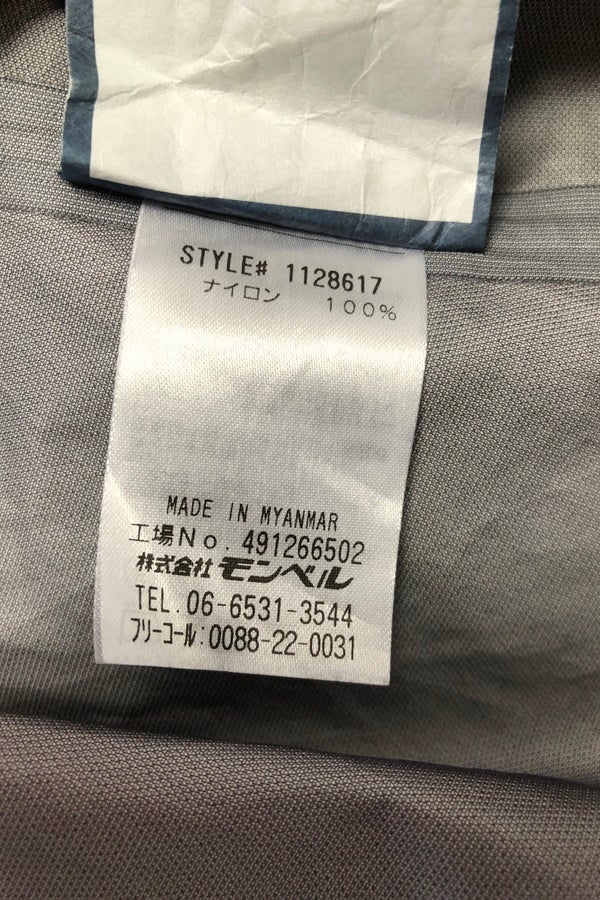 STYLE# 1128617
ナイロン 100%
MADE IN MYANMAR
工場No. 491266502
株式会社 モンベル
TEL.06-6531-3544
フリーコール:0088-22-0031